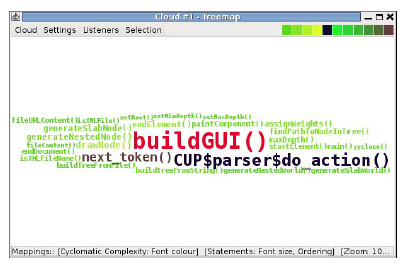 Cloud #1 - Treemap
Cloud Settings Listeners Selection
fileURLContent() isXMLFile() setRoot() setMinDepth() setMaxDepth()
generateSlabNode() endElement() paintComponent() assignWeights()
generateNestedNode() findPathToNodeInTree()
fileContent() drawNode() buildGUI() maxDepth()
endDocument() startElement() main() yyclose()
isXMLFileName() next_token() CUP$parser$do_action()
buildTreeFromFile()
buildTreeFromString() generateNestedWorld() generateSlabWorld()
Mappings:: [Cyclomatic Complexity: Font colour] [Statements: Font size, Ordering] [Zoom: 10...